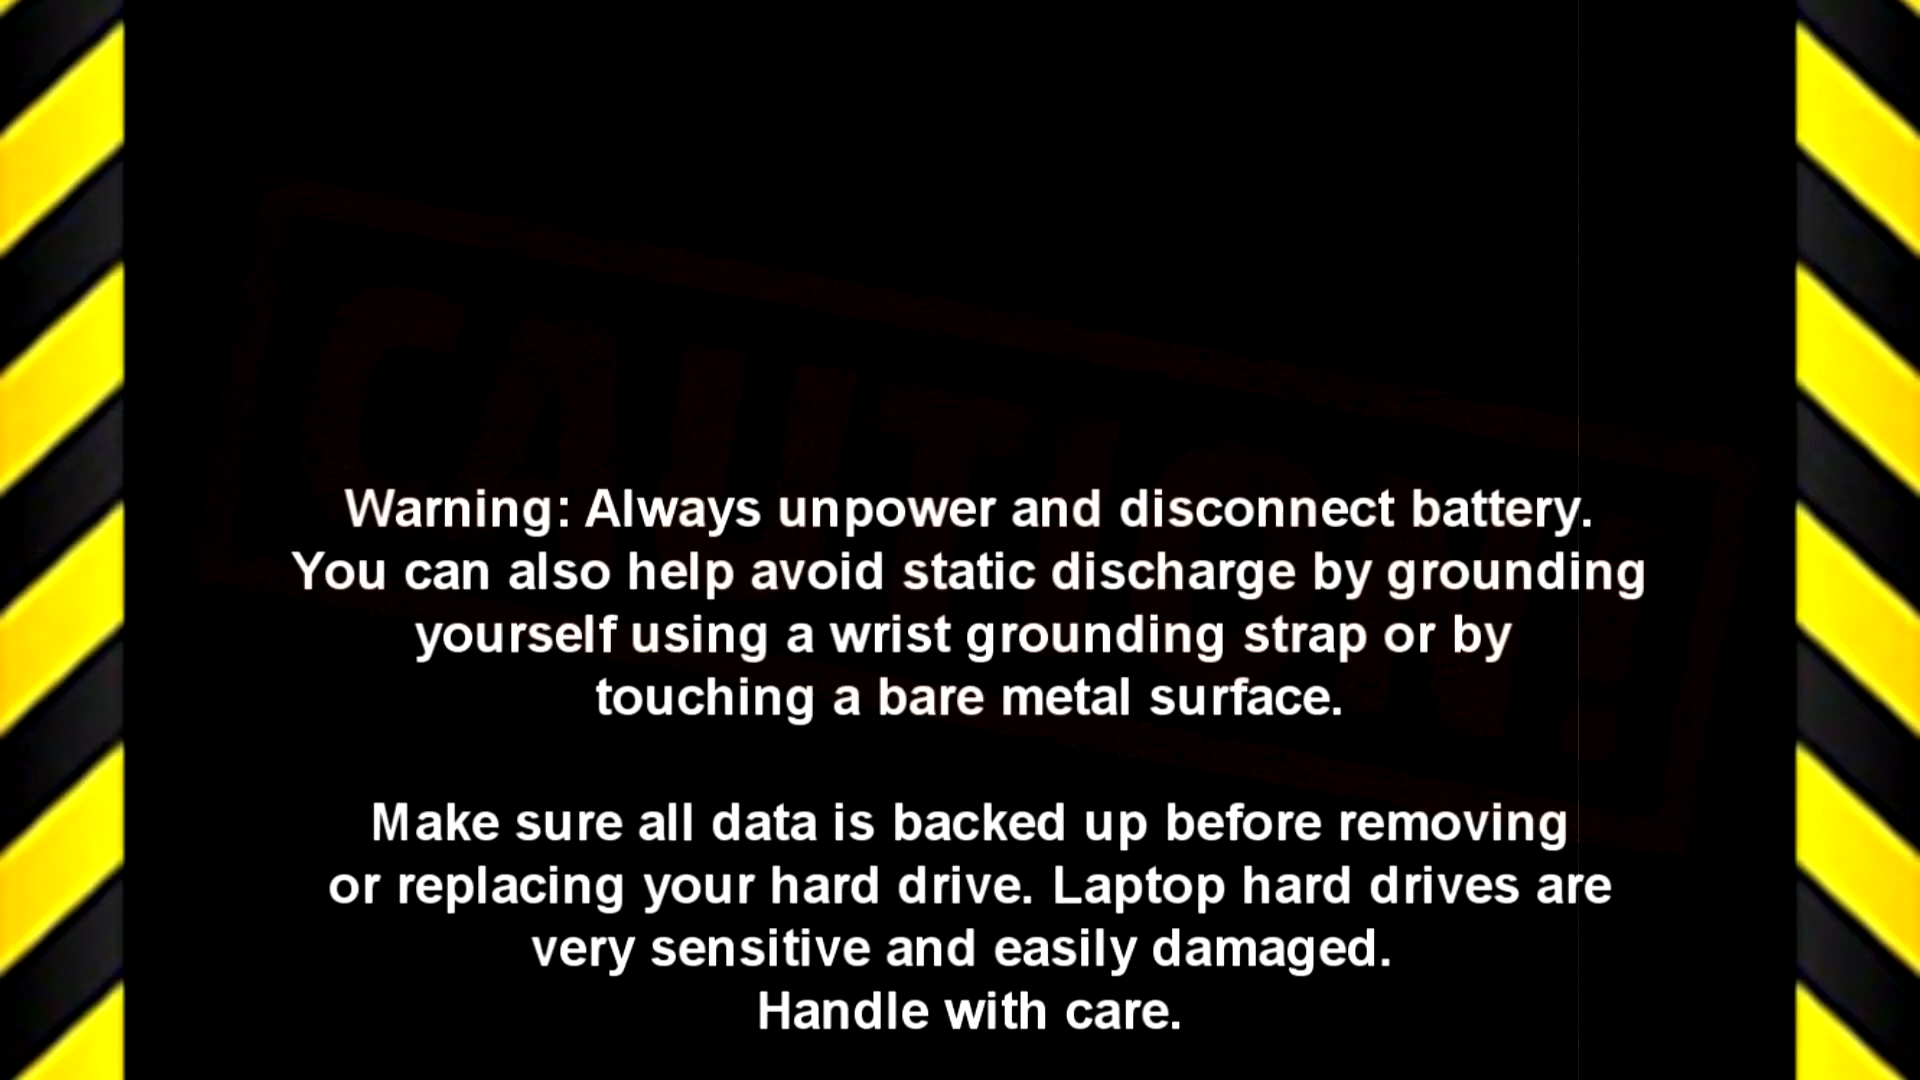 CAUTION!
Warning: Always unpower and disconnect battery.
You can also help avoid static discharge by grounding
yourself using a wrist grounding strap or by
touching a bare metal surface.
Make sure all data is backed up before removing
or replacing your hard drive. Laptop hard drives are
very sensitive and easily damaged.
Handle with care.